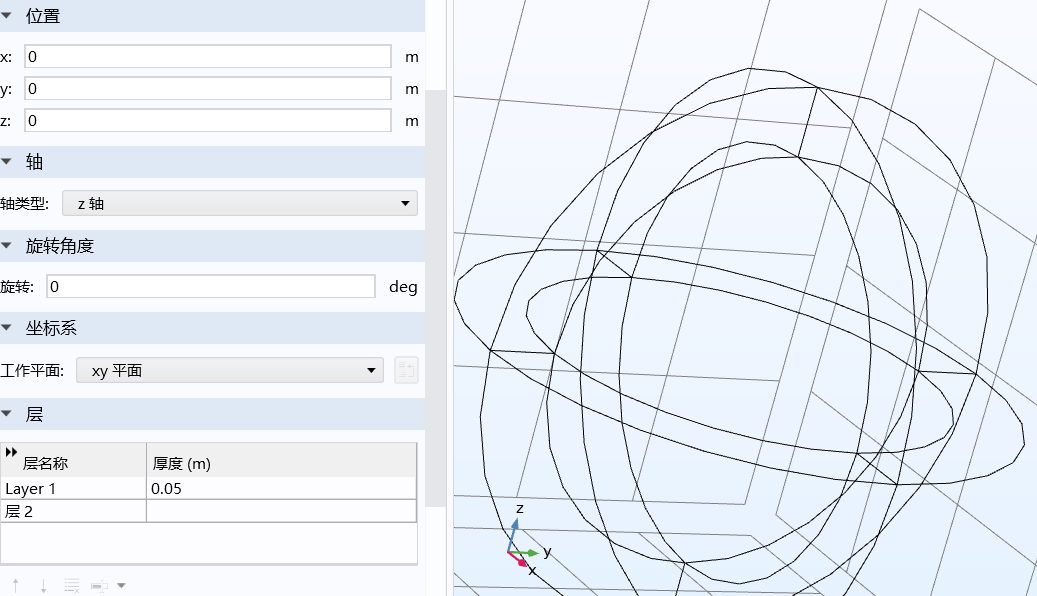 位置
x: 0 m
y: 0 m
z: 0 m
轴
轴类型: z 轴
旋转角度
旋转: 0 deg
坐标系
工作平面: xy 平面
层
层名称 厚度 (m)
Layer 1 0.05
层 2
z
y
x